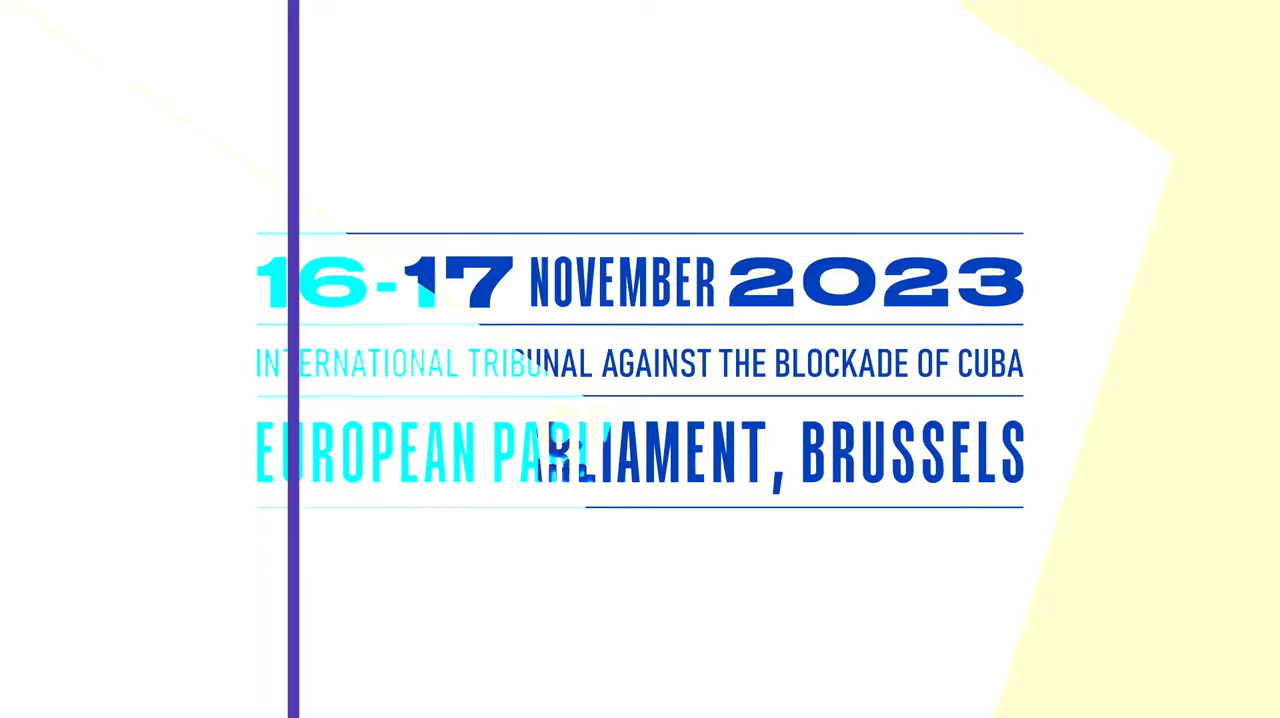 16-17 NOVEMBER 2023
INTERNATIONAL TRIBUNAL AGAINST THE BLOCKADE OF CUBA
EUROPEAN PARLIAMENT, BRUSSELS